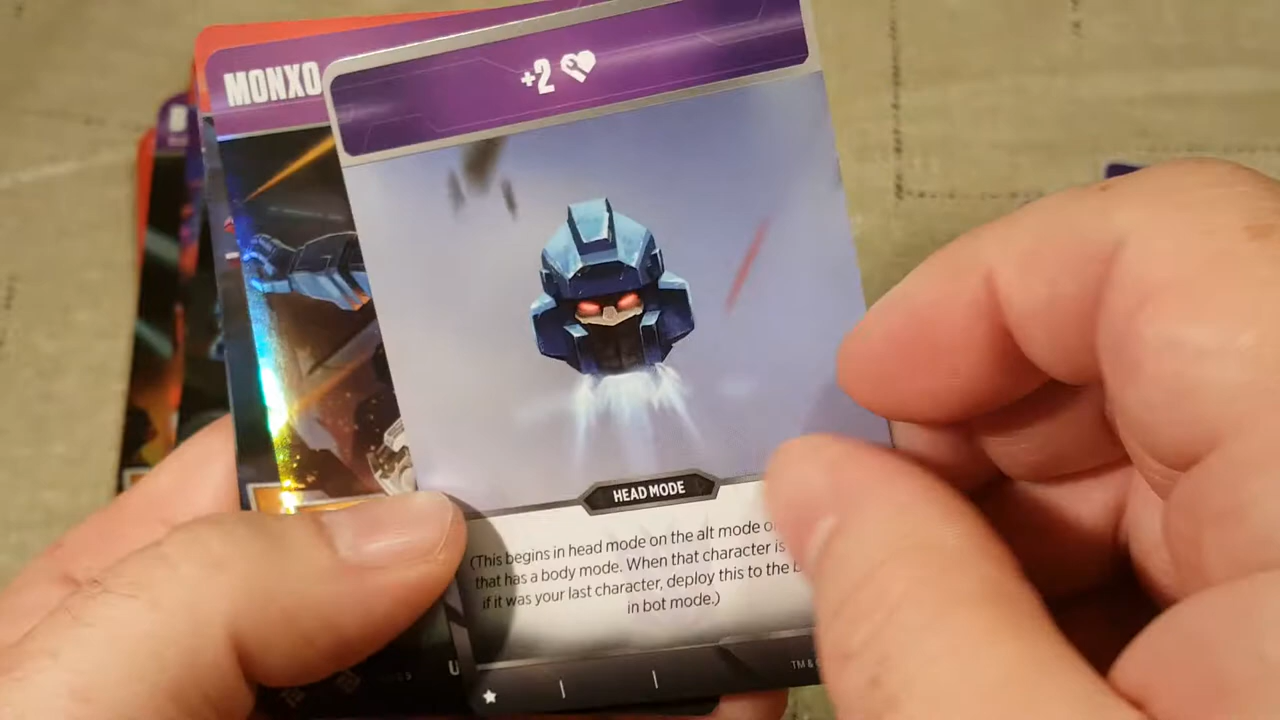 MONXO
+2
HEAD MODE
(This begins in head mode on the alt mode
that has a body mode. When that character is
if it was your last character, deploy this to the
in bot mode.)
TM &